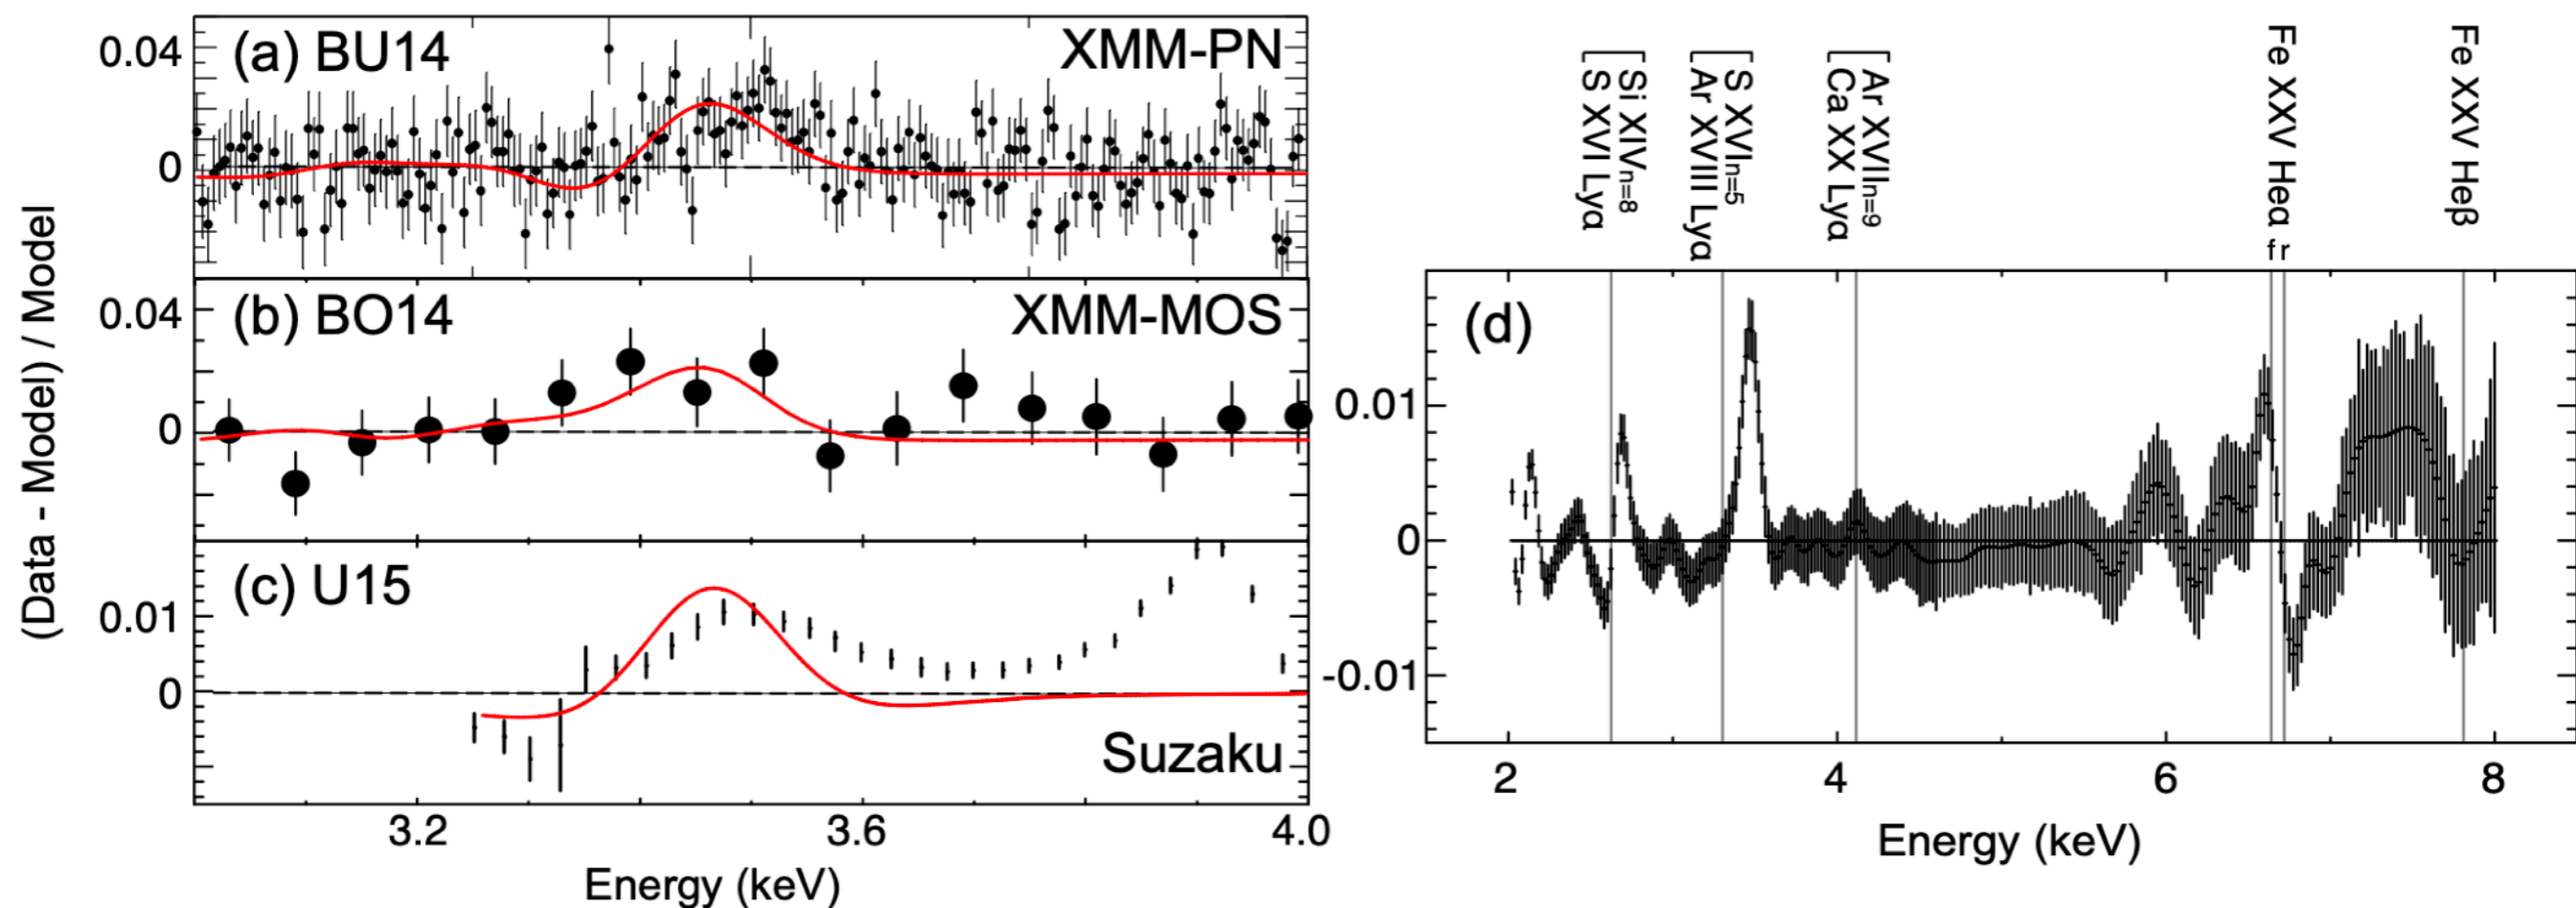 (Data - Model) / Model
0.04
(a) BU14
XMM-PN
0
0.04
(b) BO14
XMM-MOS
0
(c) U15
0.01
0
Suzaku
3.2
3.6
4.0
Energy (keV)
S XVI Lyα
Si XIVn=8
Ar XVIII Lyα
S XVIn=5
Ca XX Lyα
Ar XVIIn=9
Fe XXV Heα
f r
Fe XXV Heβ
(d)
0.01
0
-0.01
2
4
6
8
Energy (keV)